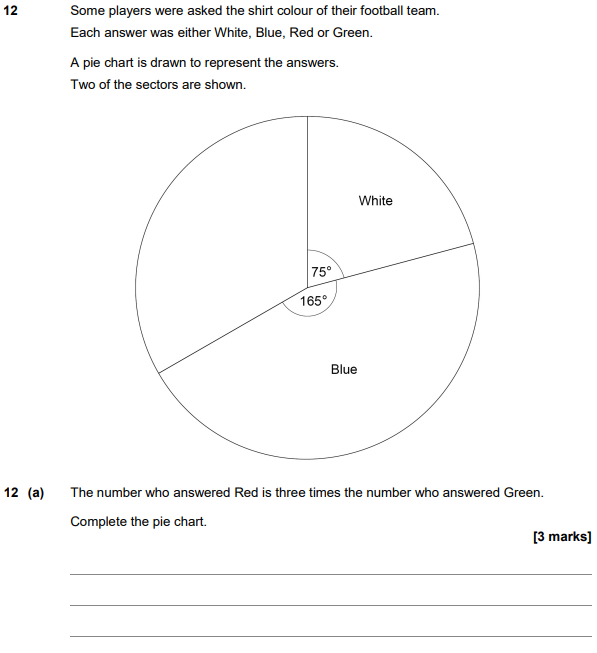 12 Some players were asked the shirt colour of their football team.
Each answer was either White, Blue, Red or Green.
A pie chart is drawn to represent the answers.
Two of the sectors are shown.
White
75°
165°
Blue
12 (a) The number who answered Red is three times the number who answered Green.
Complete the pie chart.
[3 marks]